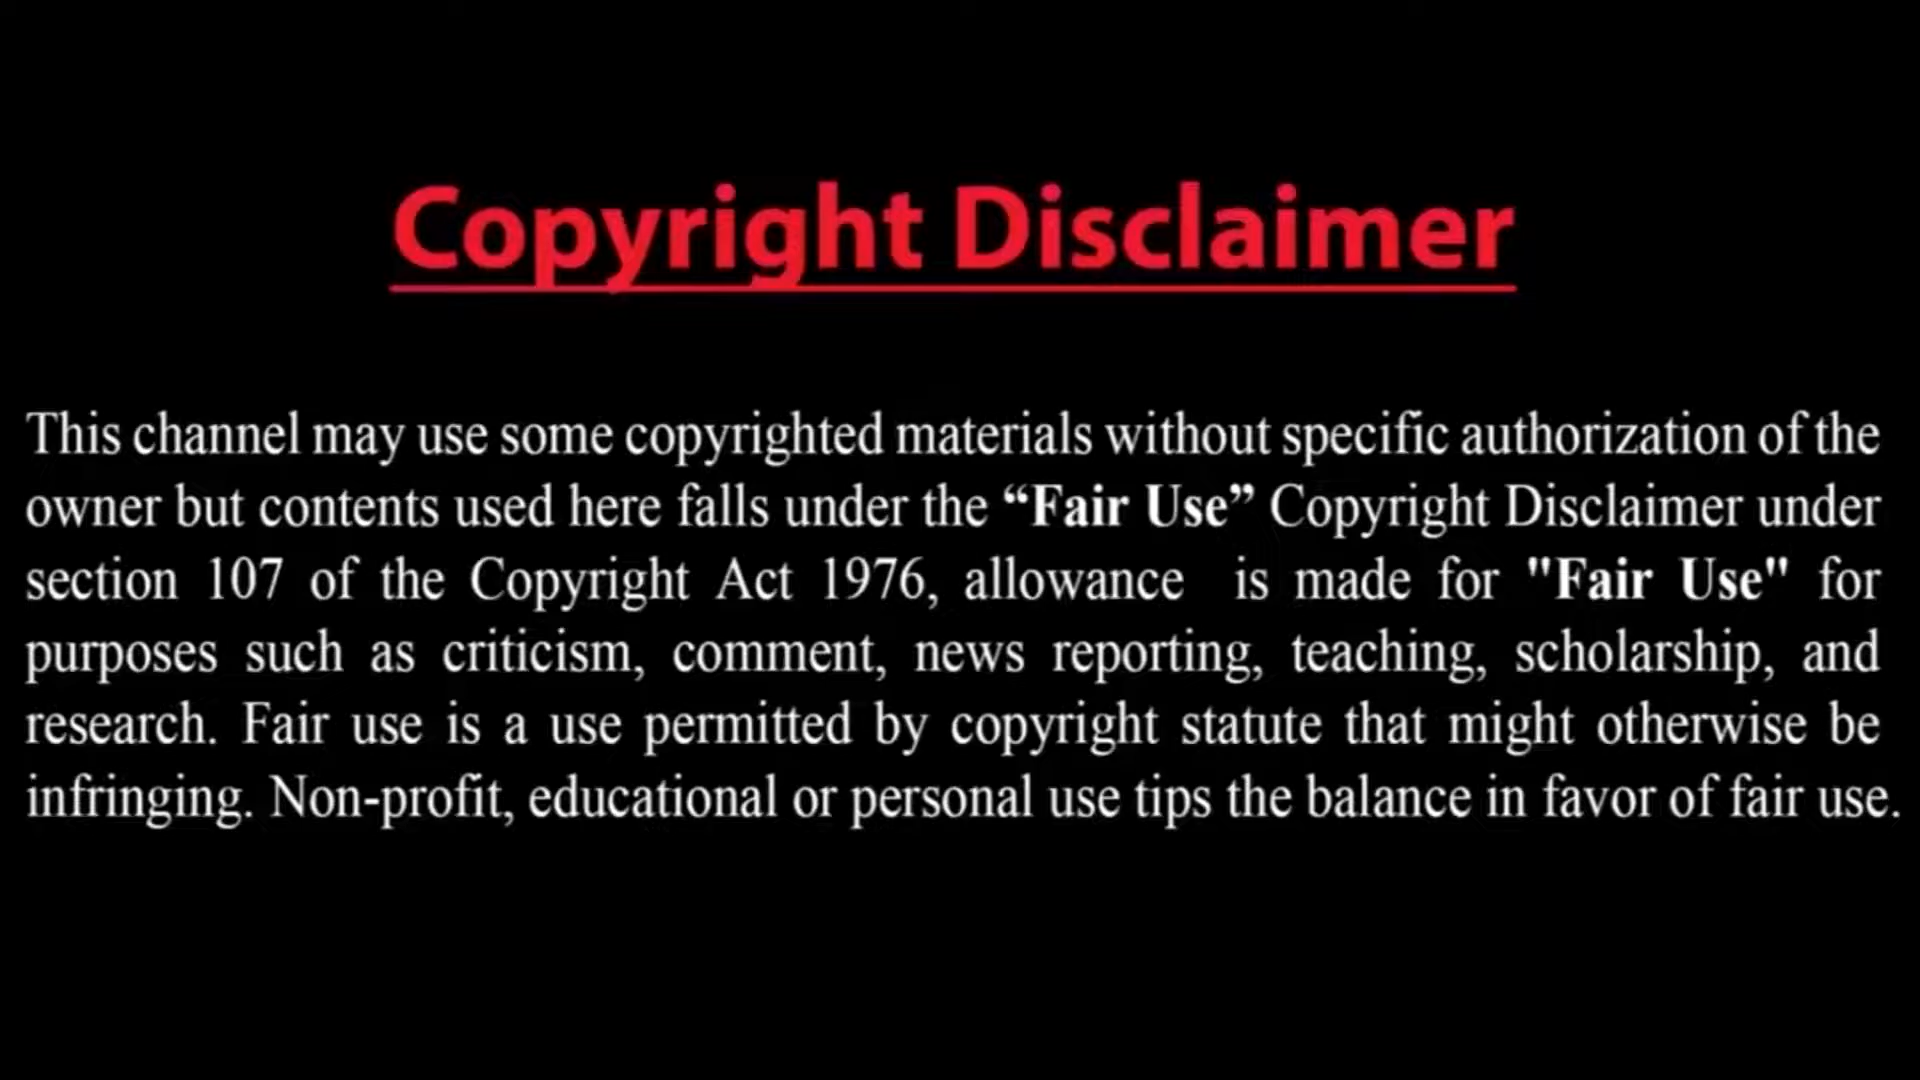 Copyright Disclaimer
This channel may use some copyrighted materials without specific authorization of the
owner but contents used here falls under the “Fair Use” Copyright Disclaimer under
section 107 of the Copyright Act 1976, allowance is made for "Fair Use" for
purposes such as criticism, comment, news reporting, teaching, scholarship, and
research. Fair use is a use permitted by copyright statute that might otherwise be
infringing. Non-profit, educational or personal use tips the balance in favor of fair use.